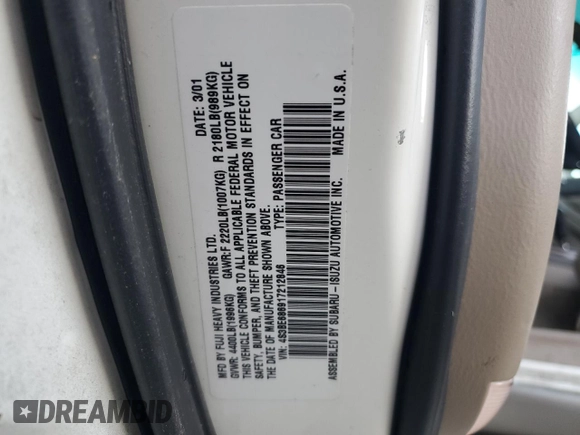 MFD BY FUJI HEAVY INDUSTRIES LTD. DATE: 3/01
GVWR: 4400LB(1996KG) GAWR:F 2220LB(1007KG) R 2180LB(989KG)
THIS VEHICLE CONFORMS TO ALL APPLICABLE FEDERAL MOTOR VEHICLE
SAFETY, BUMPER, AND THEFT PREVENTION STANDARDS IN EFFECT ON
THE DATE OF MANUFACTURE SHOWN ABOVE.
VIN: 4S3BE686917212846 TYPE: PASSENGER CAR
ASSEMBLED BY SUBARU-ISUZU AUTOMOTIVE INC. MADE IN U.S.A.
DREAMBID